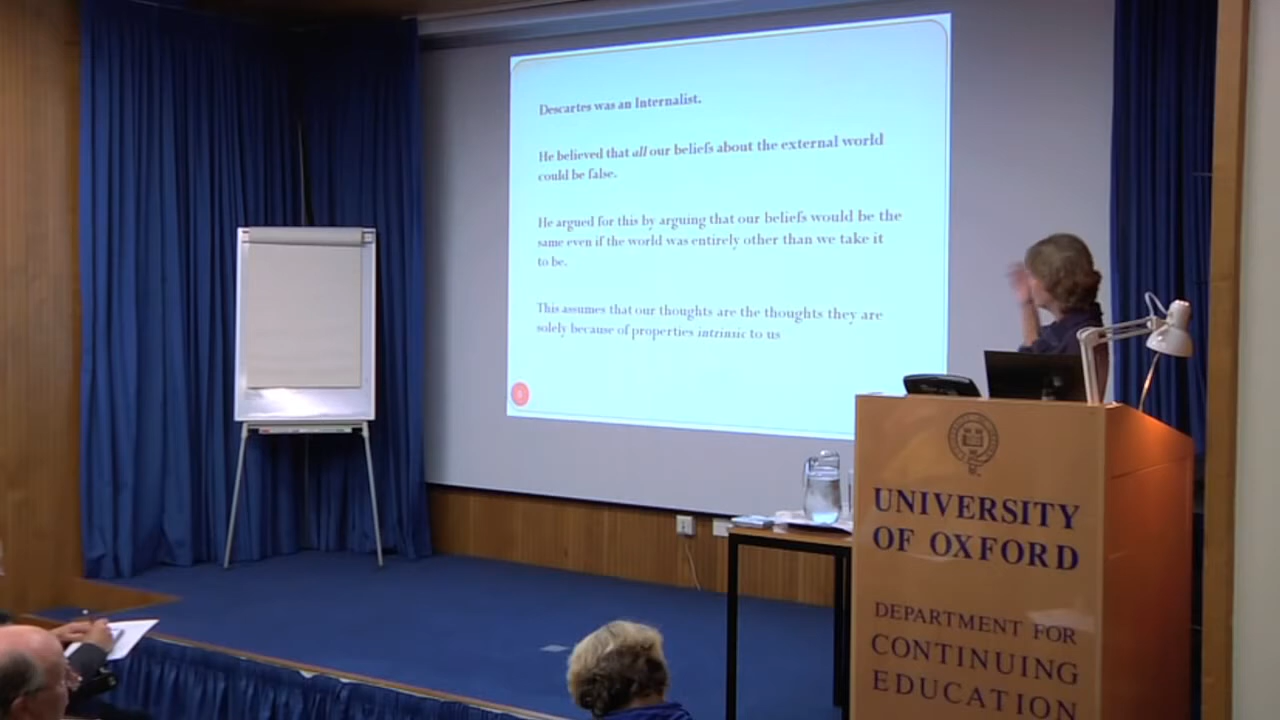 Descartes was an Internalist.
He believed that all our beliefs about the external world
could be false.
He argued for this by arguing that our beliefs would be the
same even if the world was entirely other than we take it
to be.
This assumes that our thoughts are the thoughts they are
solely because of properties intrinsic to us
UNIVERSITY
OF OXFORD
DEPARTMENT FOR
CONTINUING
EDUCATION